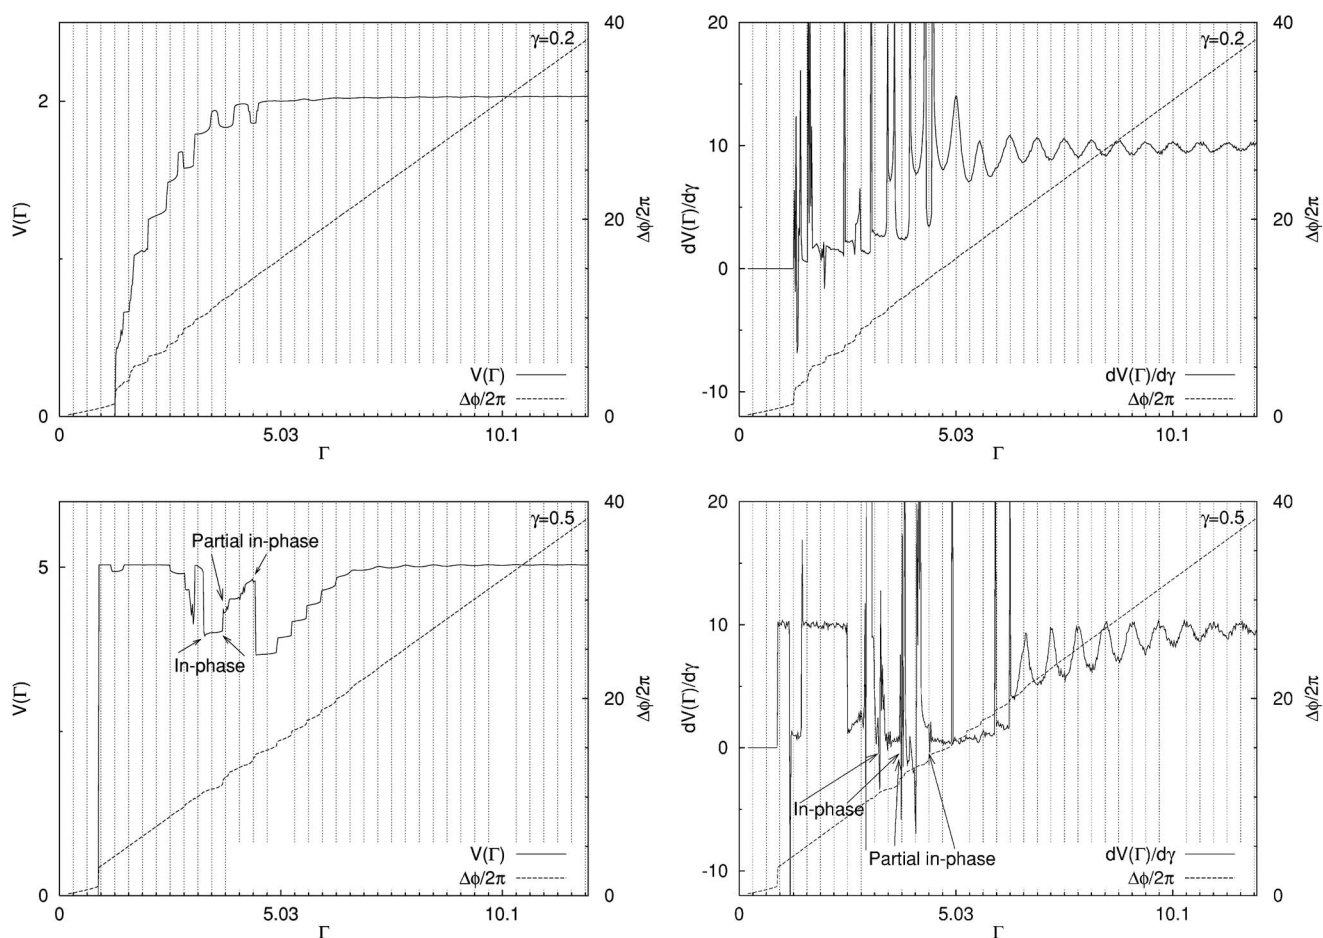 γ=0.2
V(Γ)
2
0
40
20
0
Δϕ/2π
V(Γ)
Δϕ/2π
0
5.03
10.1
Γ
γ=0.2
dV(Γ)/dγ
20
10
0
-10
40
20
0
Δϕ/2π
dV(Γ)/dγ
Δϕ/2π
0
5.03
10.1
Γ
γ=0.5
V(Γ)
5
0
Partial in-phase
In-phase
40
20
0
Δϕ/2π
V(Γ)
Δϕ/2π
0
5.03
10.1
Γ
γ=0.5
dV(Γ)/dγ
20
10
0
-10
In-phase
Partial in-phase
40
20
0
Δϕ/2π
dV(Γ)/dγ
Δϕ/2π
0
5.03
10.1
Γ